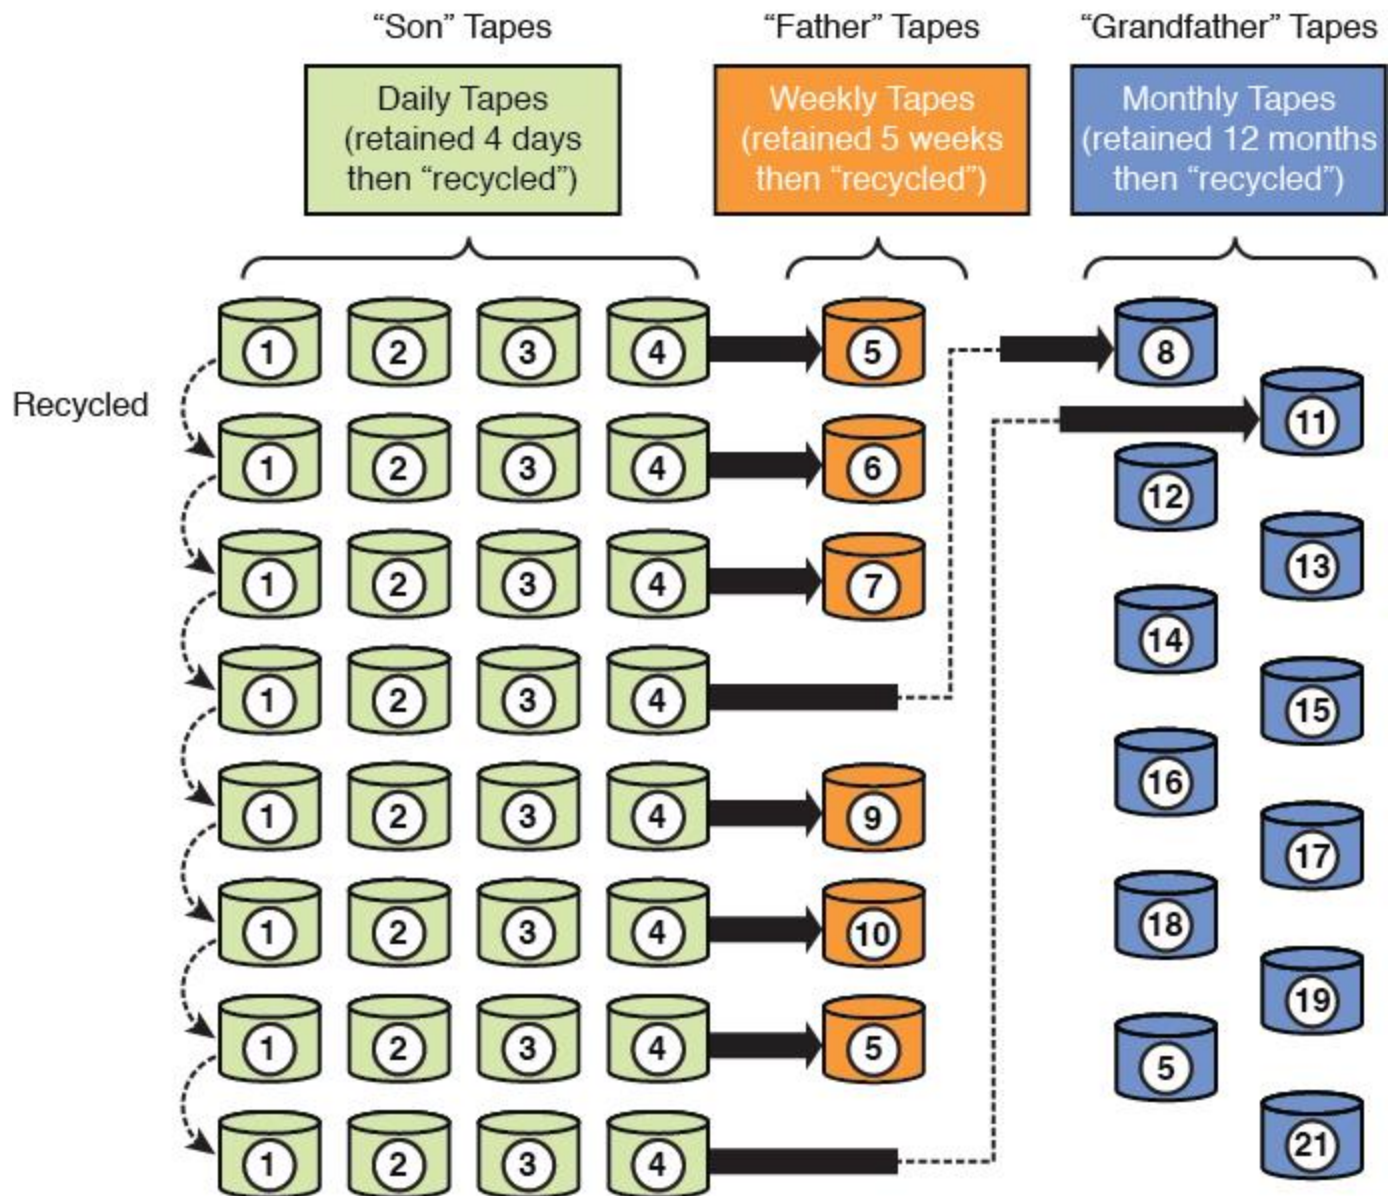 “Son” Tapes
“Father” Tapes
“Grandfather” Tapes
Daily Tapes
(retained 4 days
then “recycled”)
Weekly Tapes
(retained 5 weeks
then “recycled”)
Monthly Tapes
(retained 12 months
then “recycled”)
1 2 3 4 5 8
Recycled
11
1 2 3 4 6
12
1 2 3 4 7
13
14
1 2 3 4
15
16
1 2 3 4 9
17
1 2 3 4 10
18
19
1 2 3 4 5
5
21
1 2 3 4